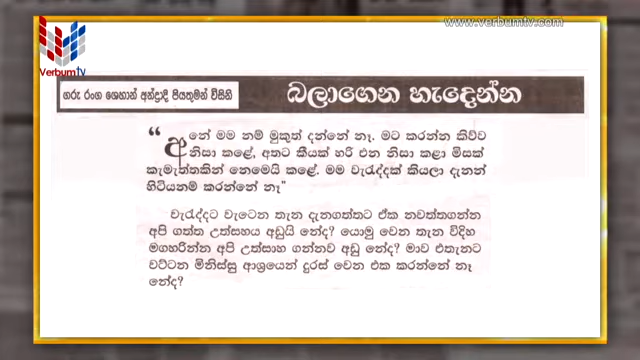 www.verbumtv.com
Verbumtv
ගරු රංග ශෙහාන් අන්ද්‍රාදි පියතුමන් විසිනි
බලාගෙන හැදෙන්න
“අනේ මම නම් මුකුත් දන්නේ නෑ. මට කරන්න කිව්ව
නිසා කළේ, අතට කීයක් හරි එන නිසා කළා මිසක්
කැමැත්තකින් නෙමෙයි කළේ. මම වැරැද්දක් කියලා දැනන්
හිටියනම් කරන්නේ නෑ”
වැරැද්දට වැටෙන තැන දැනගත්තට ඒක නවත්තගන්න
අපි ගත්ත උත්සහය අඩුයි නේද? යොමු වෙන තැන විදිහ
මගහරින්න අපි උත්සාහ ගන්නව අඩු නේද? මාව එතැනට
වට්ටන මිනිස්සු ආශ්‍රයෙන් දුරස් වෙන එක කරන්නේ නෑ
නේද?